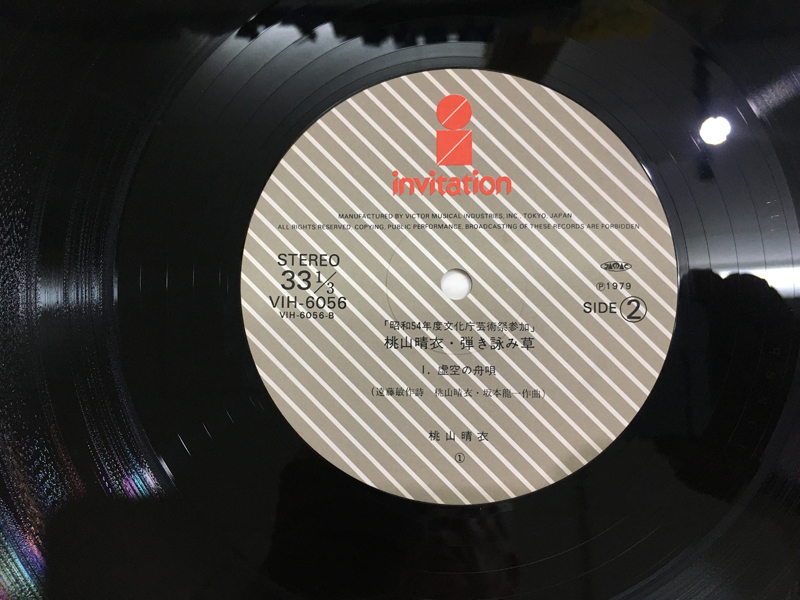 invitation
MANUFACTURED BY VICTOR MUSICAL INDUSTRIES, INC., TOKYO, JAPAN
ALL RIGHTS RESERVED. COPYING, PUBLIC PERFORMANCE, BROADCASTING OF THESE RECORDS ARE FORBIDDEN
STEREO
33 1/3
VIH-6056
VIH-6056-B
JASRAC
Ⓟ1979
SIDE ②
「昭和54年度文化庁芸術祭参加」
桃山晴衣・弾き詠み草
1. 虚空の舟唄
(遠藤敏作詩 桃山晴衣・坂本龍一作曲)
桃山晴衣
①